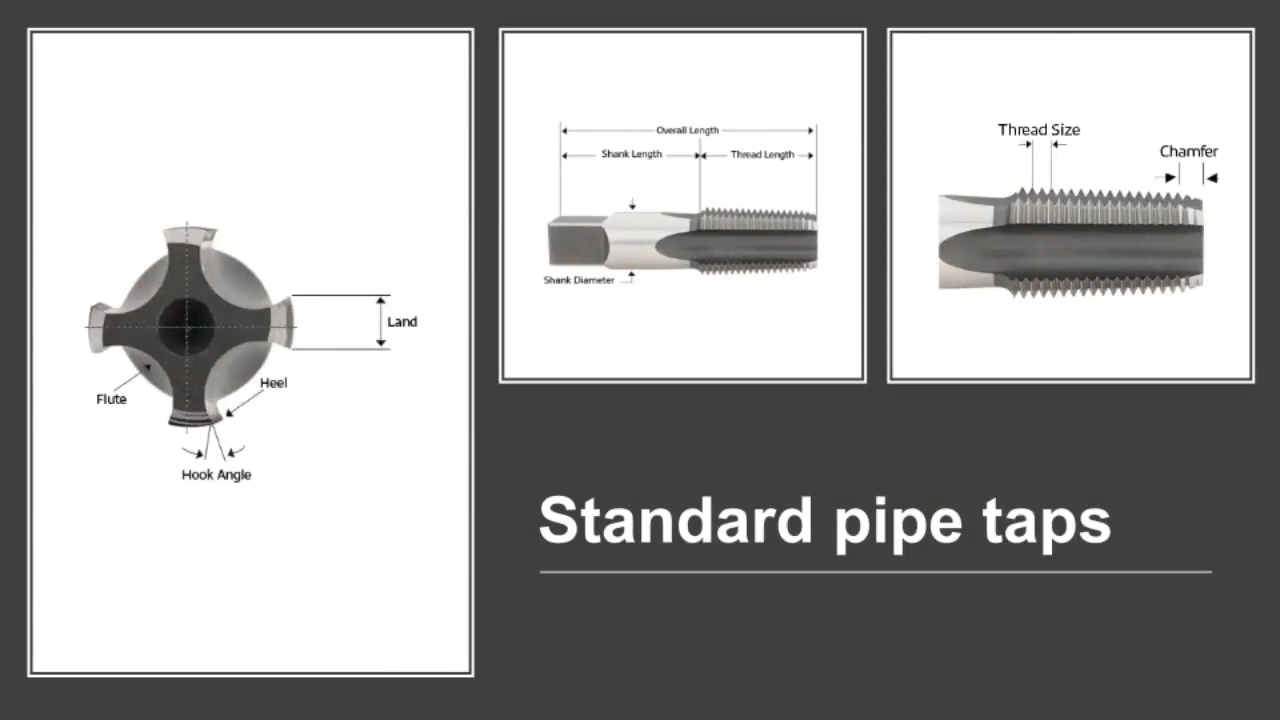 Land
Heel
Flute
Hook Angle
Overall Length
Shank Length
Thread Length
Shank Diameter
Thread Size
Chamfer
Standard pipe taps